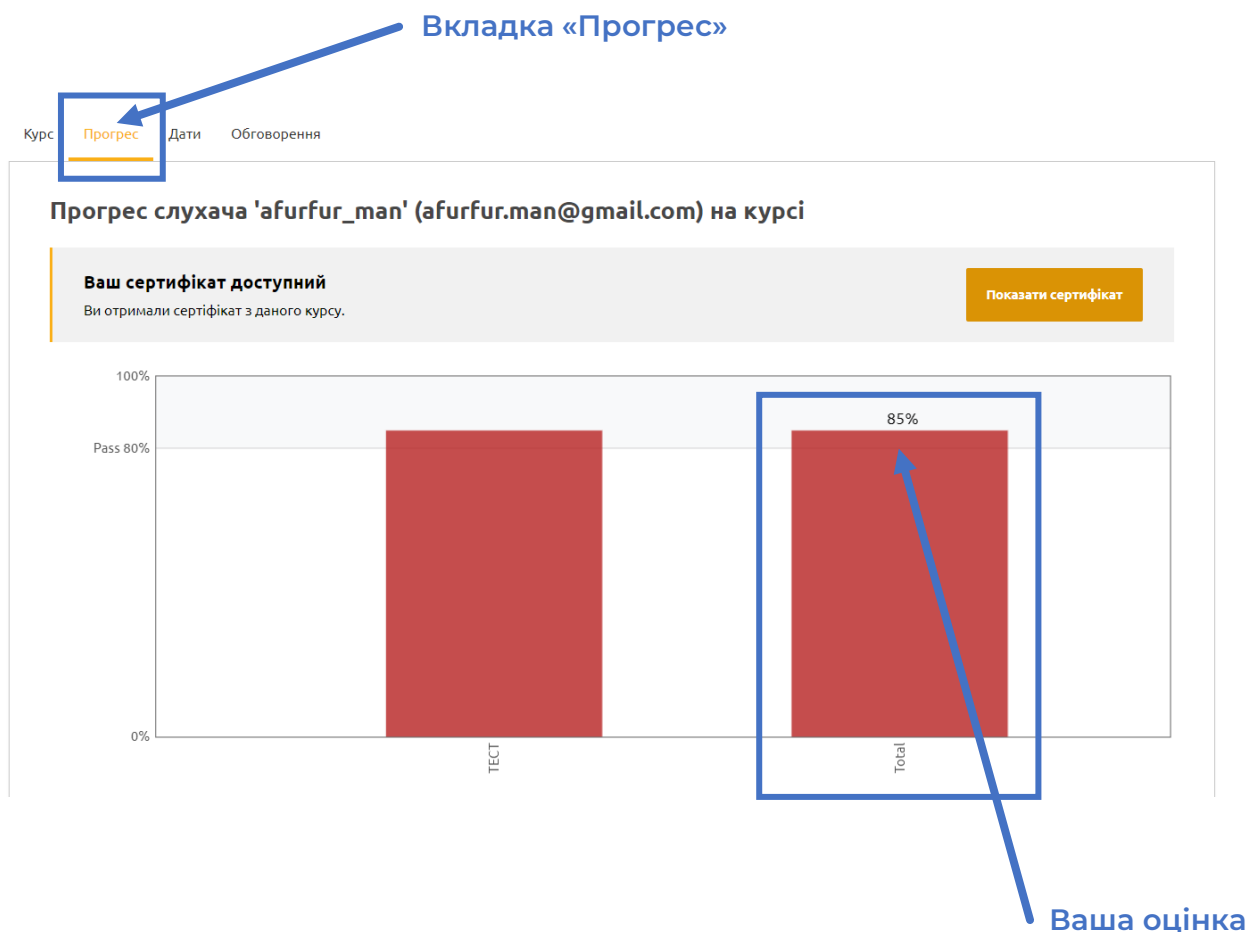 Вкладка «Прогрес»
Курс Прогрес Дати Обговорення
Прогрес слухача 'afurfur_man' (afurfur.man@gmail.com) на курсі
Ваш сертифікат доступний
Ви отримали сертіфікат з даного курсу.
Показати сертифікат
100%
85%
Pass 80%
0%
ТЕСТ
Total
Ваша оцінка